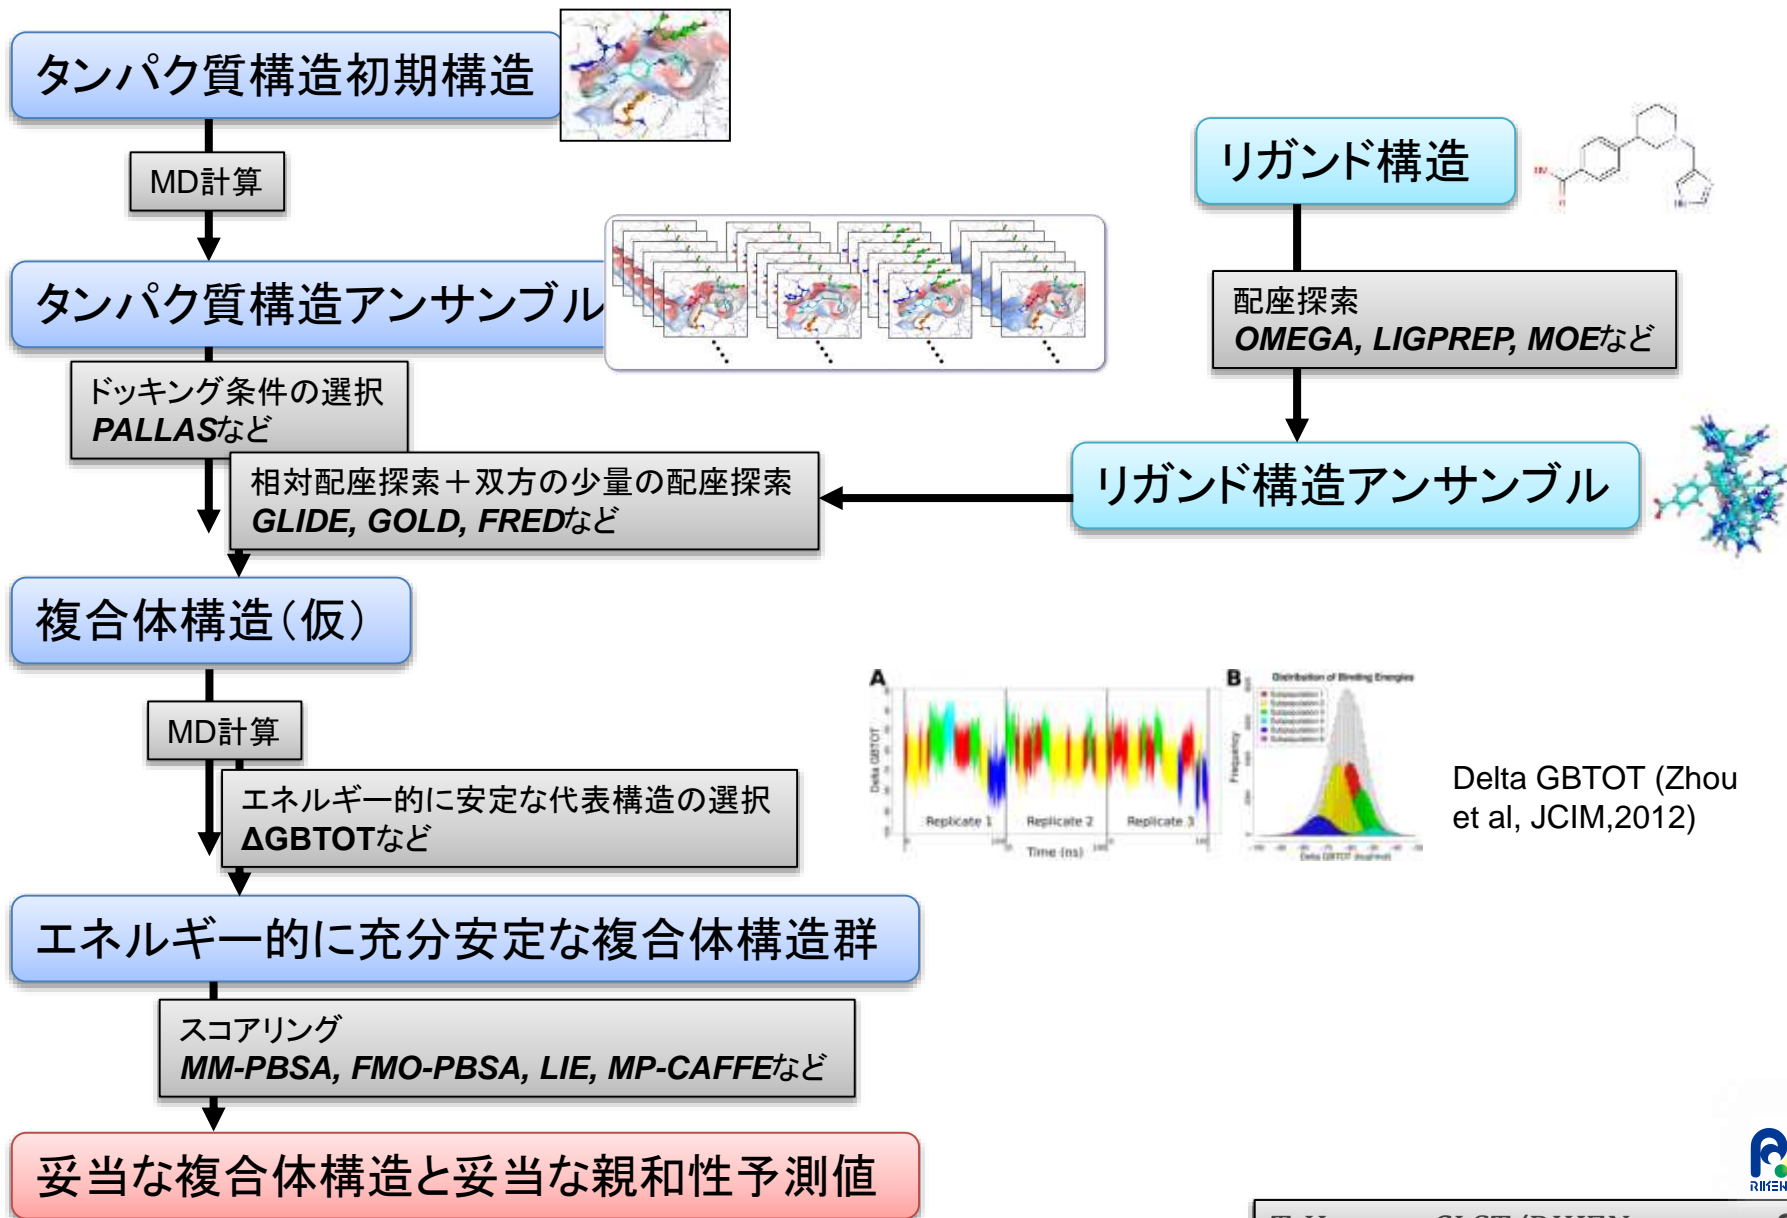 タンパク質構造初期構造
MD計算
タンパク質構造アンサンブル
ドッキング条件の選択
PALLASなど
リガンド構造
配座探索
OMEGA, LIGPREP, MOEなど
リガンド構造アンサンブル
相対配座探索＋双方の少量の配座探索
GLIDE, GOLD, FREDなど
複合体構造（仮）
MD計算
エネルギー的に安定な代表構造の選択
ΔGBTOTなど
A
Delta GBTOT
Replicate 1
Replicate 2
Replicate 3
Time (ns)
B
Distribution of Binding Energies
Frequency
Delta GBTOT
Delta GBTOT (Zhou
et al, JCIM,2012)
エネルギー的に充分安定な複合体構造群
スコアリング
MM-PBSA, FMO-PBSA, LIE, MP-CAFFEなど
妥当な複合体構造と妥当な親和性予測値
RIKEN